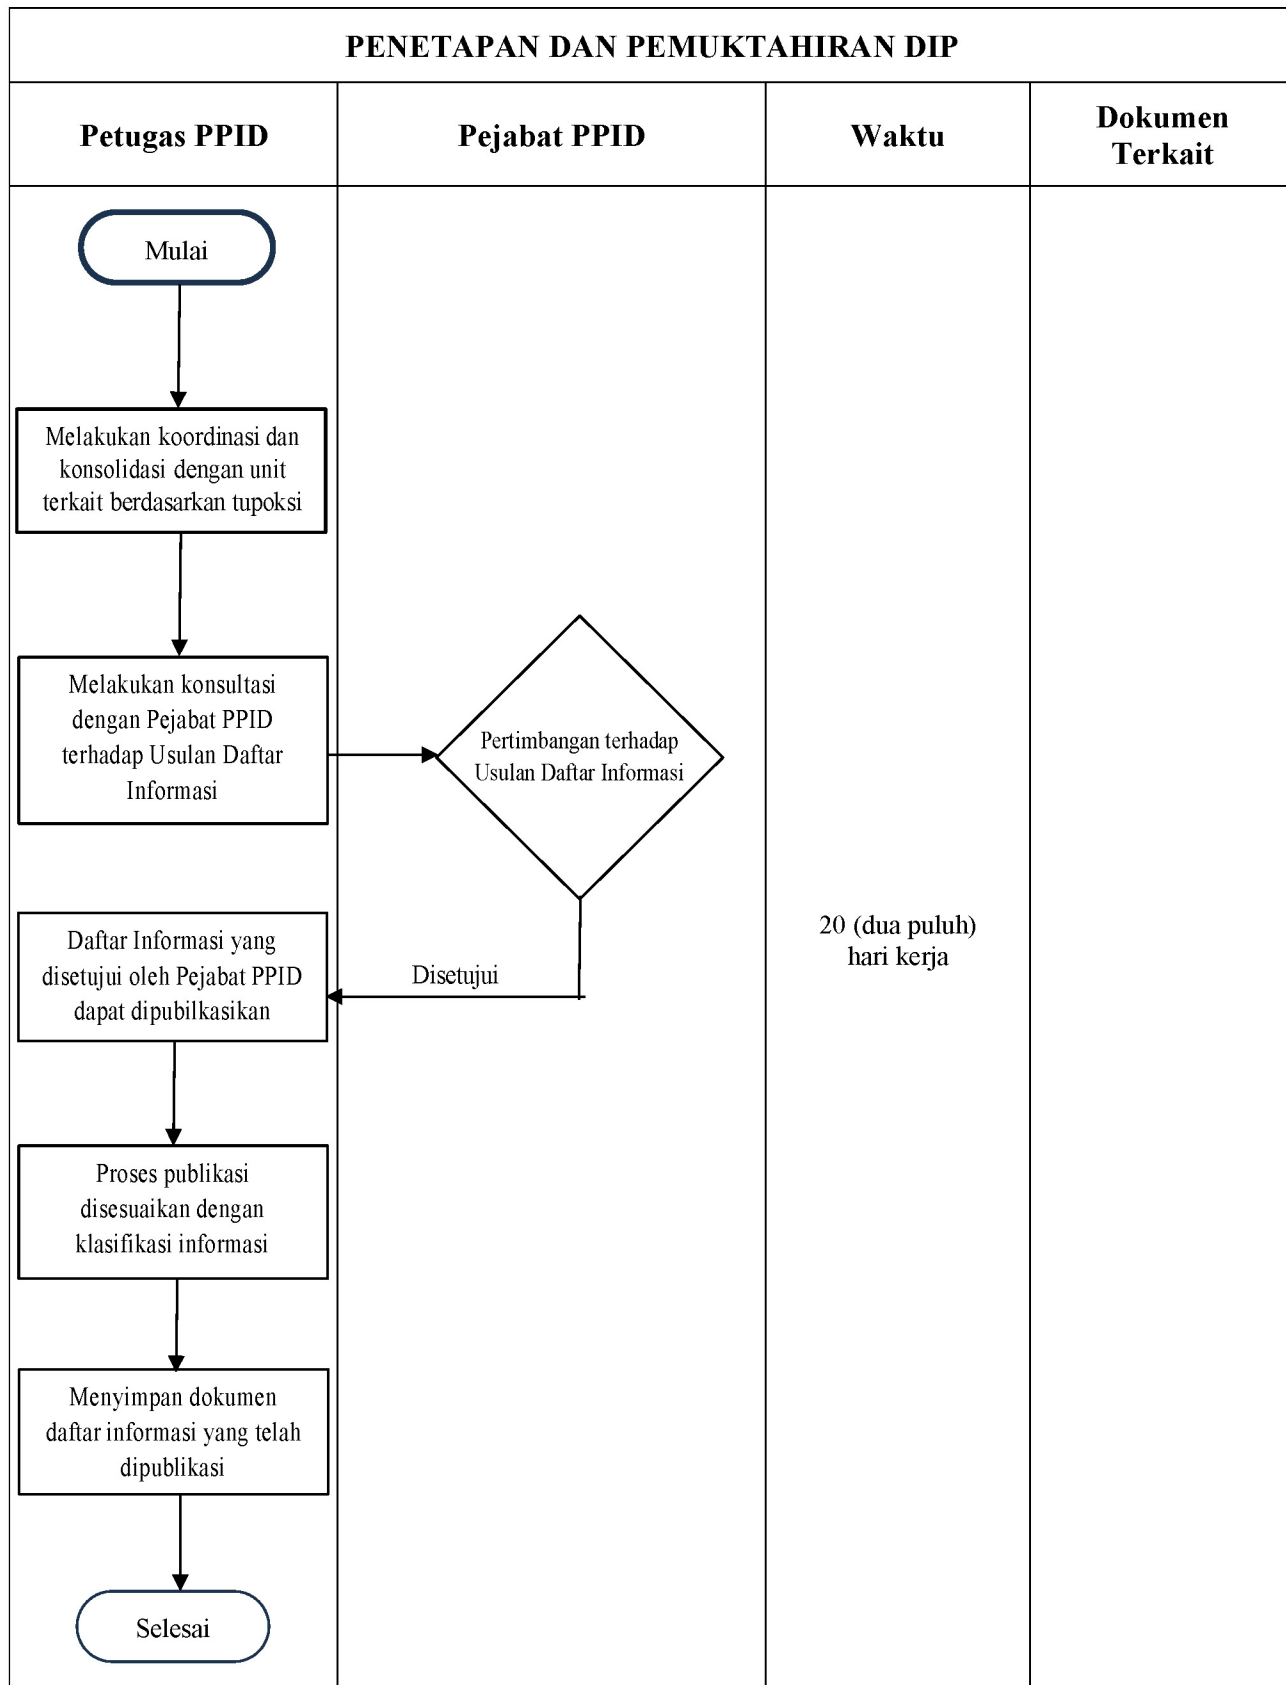 PENETAPAN DAN PEMUKTAHIRAN DIP
Petugas PPID
Pejabat PPID
Waktu
Dokumen
Terkait
Mulai
Melakukan koordinasi dan
konsolidasi dengan unit
terkait berdasarkan tupoksi
Melakukan konsultasi
dengan Pejabat PPID
terhadap Usulan Daftar
Informasi
Pertimbangan terhadap
Usulan Daftar Informasi
Disetujui
Daftar Informasi yang
disetujui oleh Pejabat PPID
dapat dipubilkasikan
20 (dua puluh)
hari kerja
Proses publikasi
disesuaikan dengan
klasifikasi informasi
Menyimpan dokumen
daftar informasi yang telah
dipublikasi
Selesai